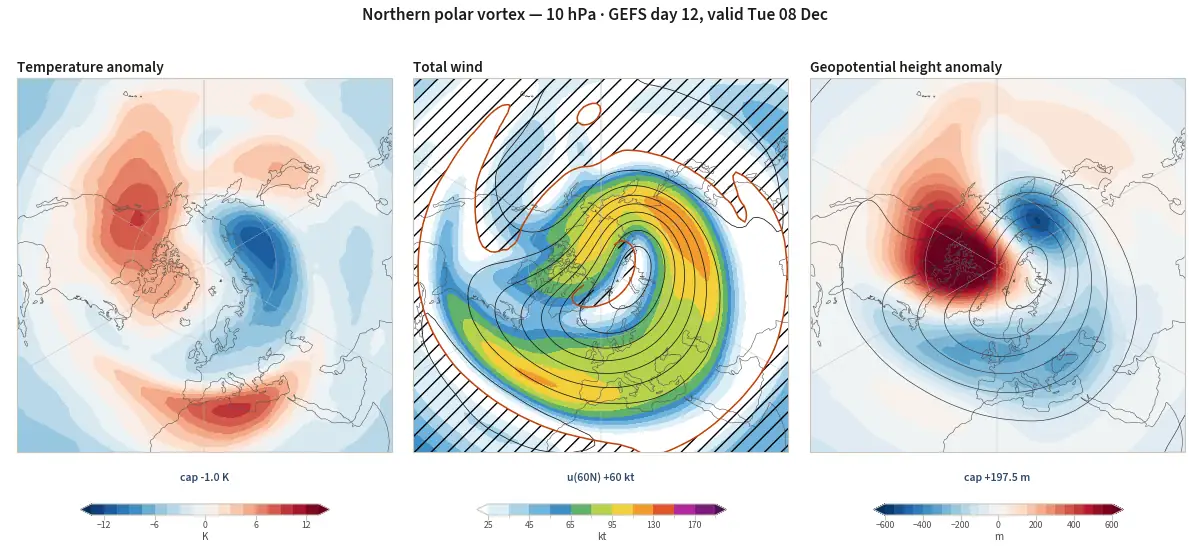 Northern polar vortex — 10 hPa · GEFS day 12, valid Tue 08 Dec
Temperature anomaly
Total wind
Geopotential height anomaly
cap -1.0 K
u(60N) +60 kt
cap +197.5 m
−12 −6 0 6 12
K
25 45 65 95 130 170
kt
−600 −400 −200 0 200 400 600
m